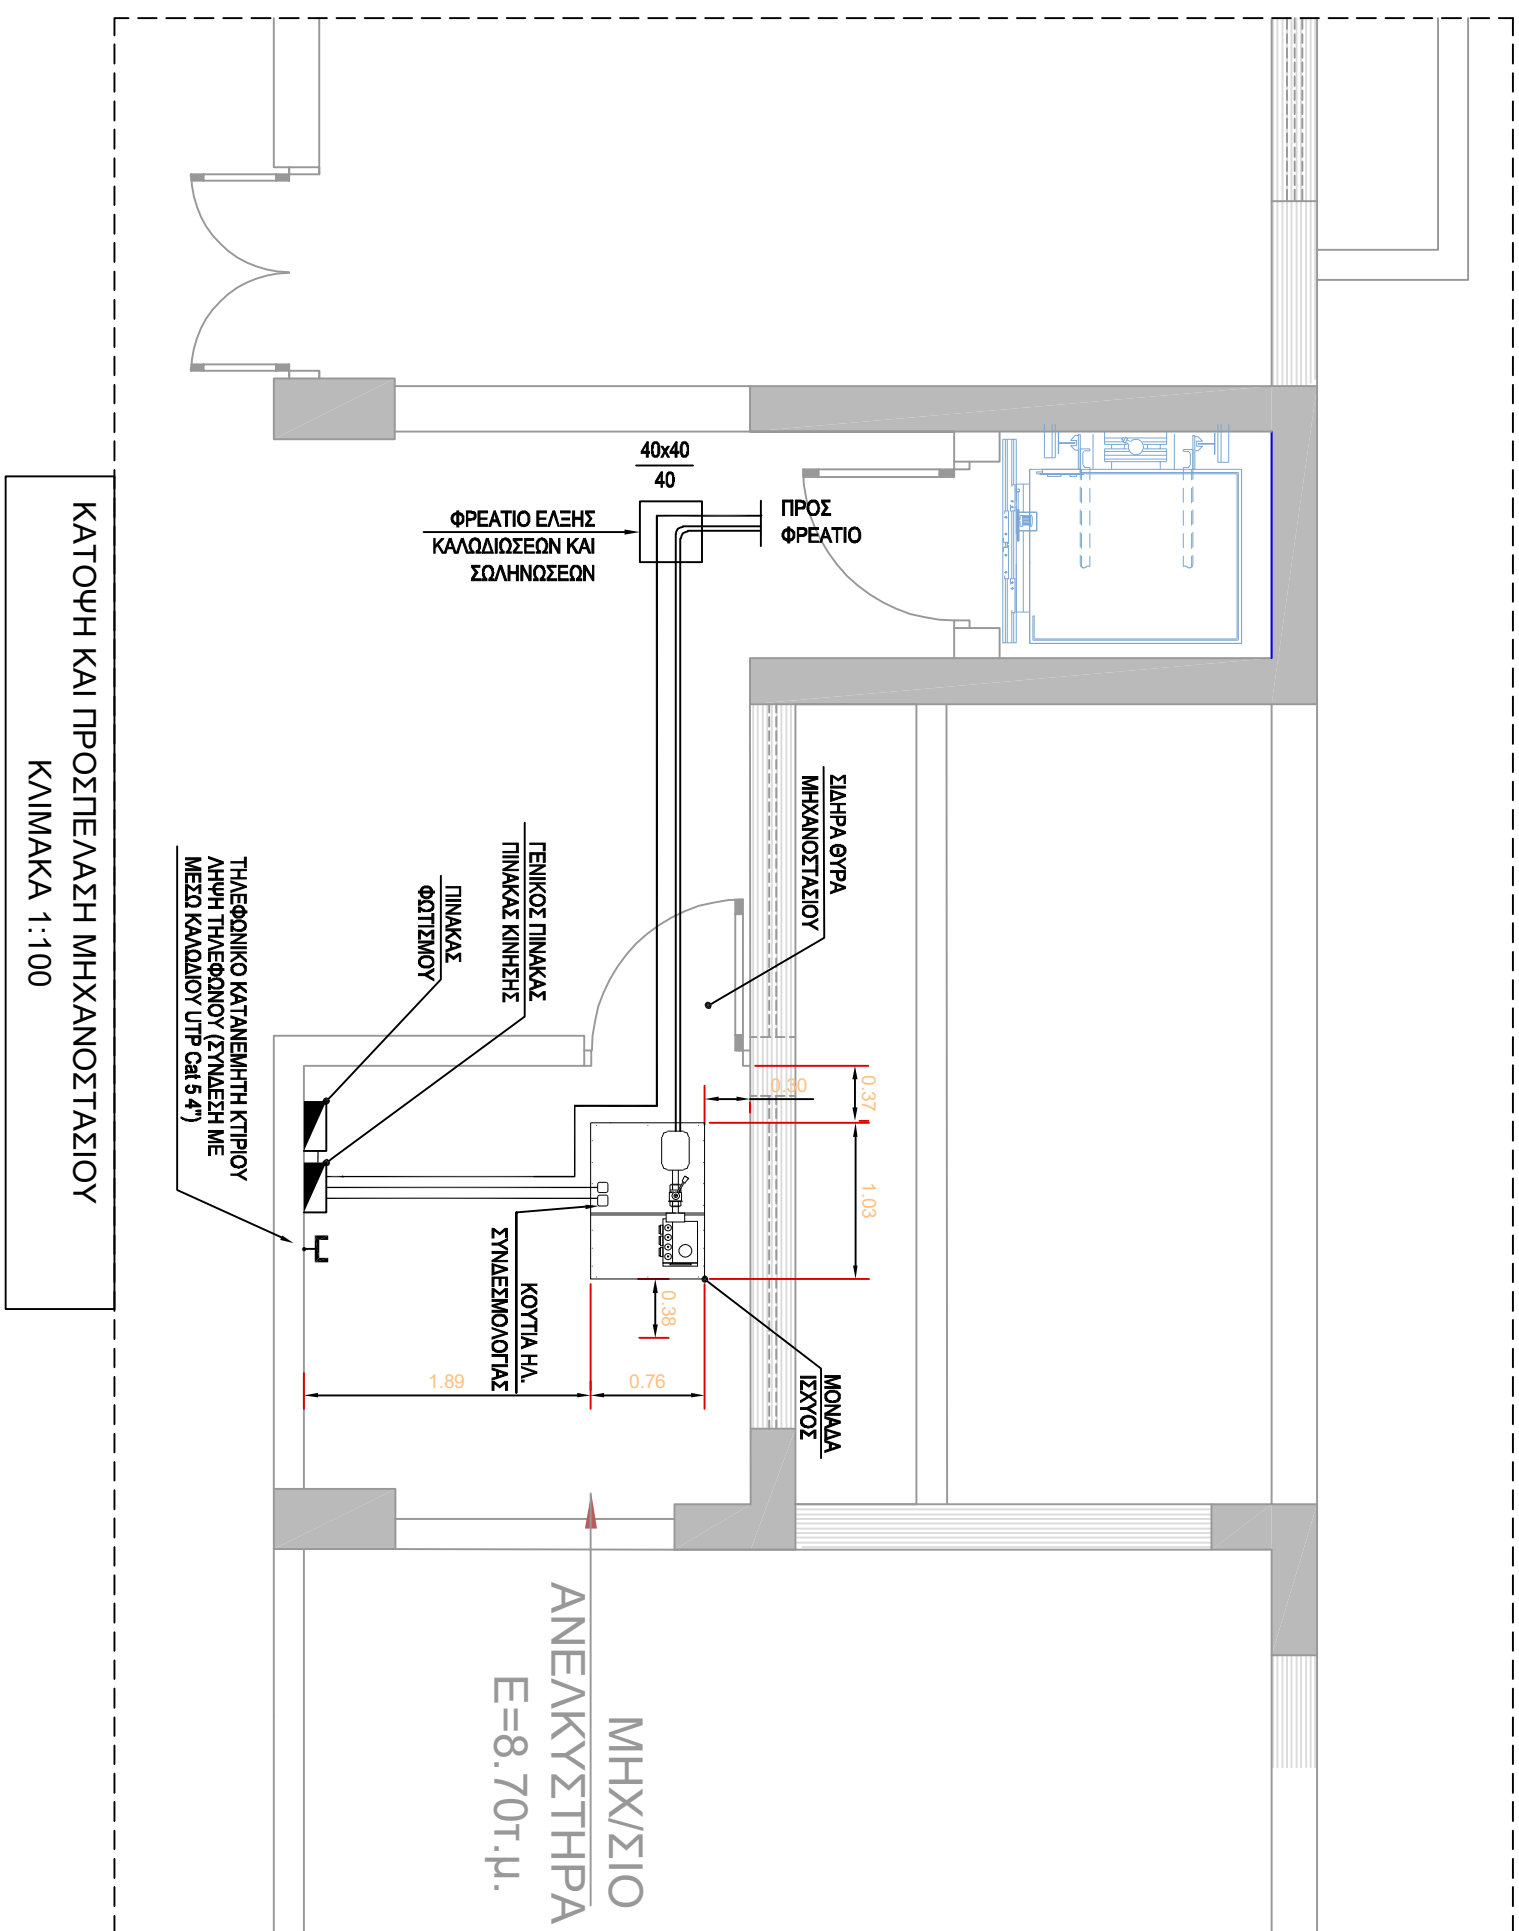 40x40
40
ΦΡΕΑΤΙΟ ΕΛΞΗΣ
ΚΑΛΩΔΙΩΣΕΩΝ ΚΑΙ
ΣΩΛΗΝΩΣΕΩΝ
ΠΡΟΣ
ΦΡΕΑΤΙΟ
ΣΙΔΗΡΑ ΘΥΡΑ
ΜΗΧΑΝΟΣΤΑΣΙΟΥ
ΓΕΝΙΚΟΣ ΠΙΝΑΚΑΣ
ΠΙΝΑΚΑΣ ΚΙΝΗΣΗΣ
ΠΙΝΑΚΑΣ
ΦΩΤΙΣΜΟΥ
ΤΗΛΕΦΩΝΙΚΟ ΚΑΤΑΝΕΜΗΤΗ ΚΤΙΡΙΟΥ
ΛΗΨΗ ΤΗΛΕΦΩΝΟΥ (ΣΥΝΔΕΣΗ ΜΕ
ΜΕΣΩ ΚΑΛΩΔΙΟΥ UTP Cat 5 4")
0.30
0.37
1.03
0.38
1.89
0.76
ΚΟΥΤΙΑ ΗΛ.
ΣΥΝΔΕΣΜΟΛΟΓΙΑΣ
ΜΟΝΑΔΑ
ΙΣΧΥΟΣ
ΜΗΧ/ΣΙΟ
ΑΝΕΛΚΥΣΤΗΡΑ
Ε=8.70τ.μ.
ΚΑΤΟΨΗ ΚΑΙ ΠΡΟΣΠΕΛΑΣΗ ΜΗΧΑΝΟΣΤΑΣΙΟΥ
ΚΛΙΜΑΚΑ 1:100